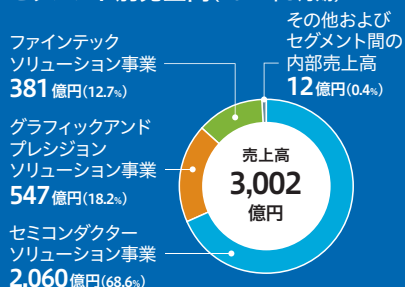 その他および
セグメント間の
内部売上高
12億円(0.4%)
ファインテック
ソリューション事業
381億円(12.7%)
グラフィックアンド
プレシジョン
ソリューション事業
547億円(18.2%)
セミコンダクター
ソリューション事業
2,060億円(68.6%)
売上高
3,002
億円